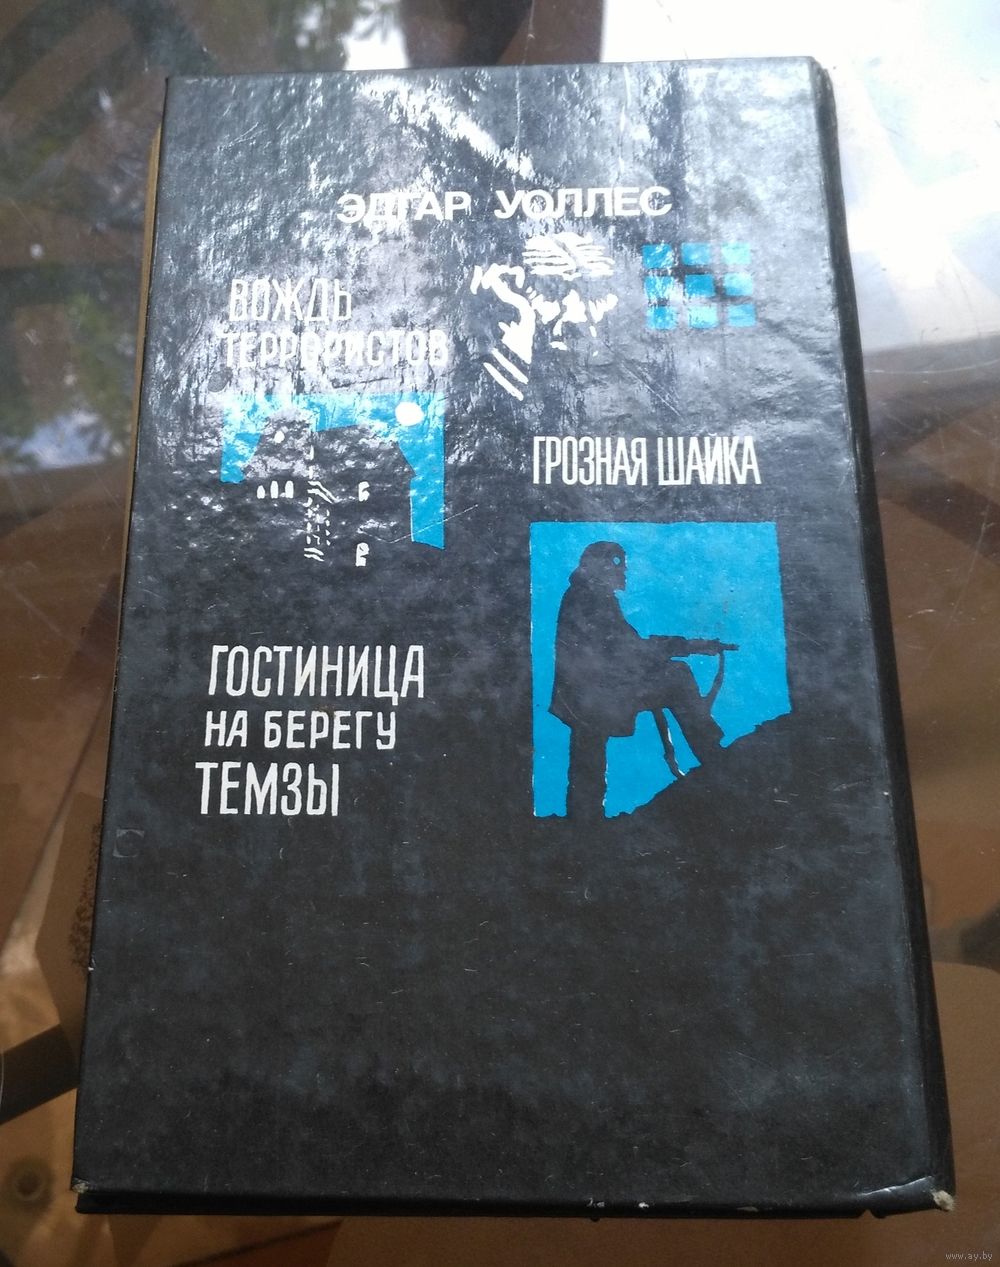 ЭДГАР УОЛЛЕС
ВОЖДЬ
ТЕРРОРИСТОВ
ГРОЗНАЯ ШАЙКА
ГОСТИНИЦА
НА БЕРЕГУ
ТЕМЗЫ
www.ay.by